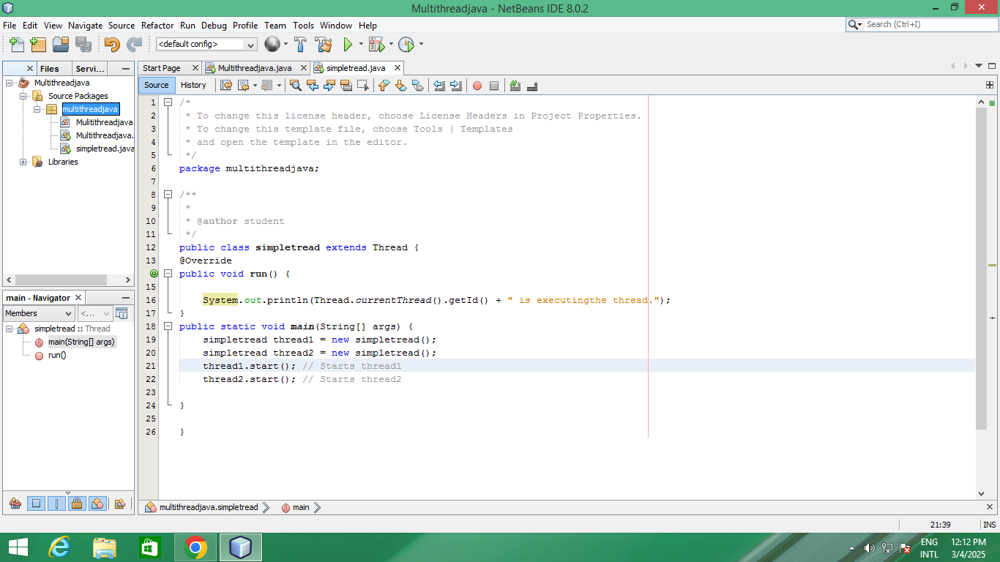 Multithreadjava - NetBeans IDE 8.0.2
File Edit View Navigate Source Refactor Run Debug Profile Team Tools Window Help
Search (Ctrl+I)
<default config>
Files Servi...
Start Page Multithreadjava.java simpletread.java
Multithreadjava
Source Packages
multithreadjava
Mulitithreadjava
Multithreadjava.
simpletread.java
Libraries
Source History
1 /*
2 * To change this license header, choose License Headers in Project Properties.
3 * To change this template file, choose Tools | Templates
4 * and open the template in the editor.
5 */
6 package multithreadjava;
7
8 /**
9 *
10 * @author student
11 */
12 public class simpletread extends Thread {
13 @Override
public void run() {
15
16 System.out.println(Thread.currentThread().getId() + " is executingthe thread.");
17 }
18 public static void main(String[] args) {
19 simpletread thread1 = new simpletread();
20 simpletread thread2 = new simpletread();
21 thread1.start(); // Starts thread1
22 thread2.start(); // Starts thread2
23
24 }
25
26 }
main - Navigator
Members <...
simpletread :: Thread
main(String[] args)
run()
multithreadjava.simpletread main
21:39 INS
ENG 12:12 PM
INTL 3/4/2025